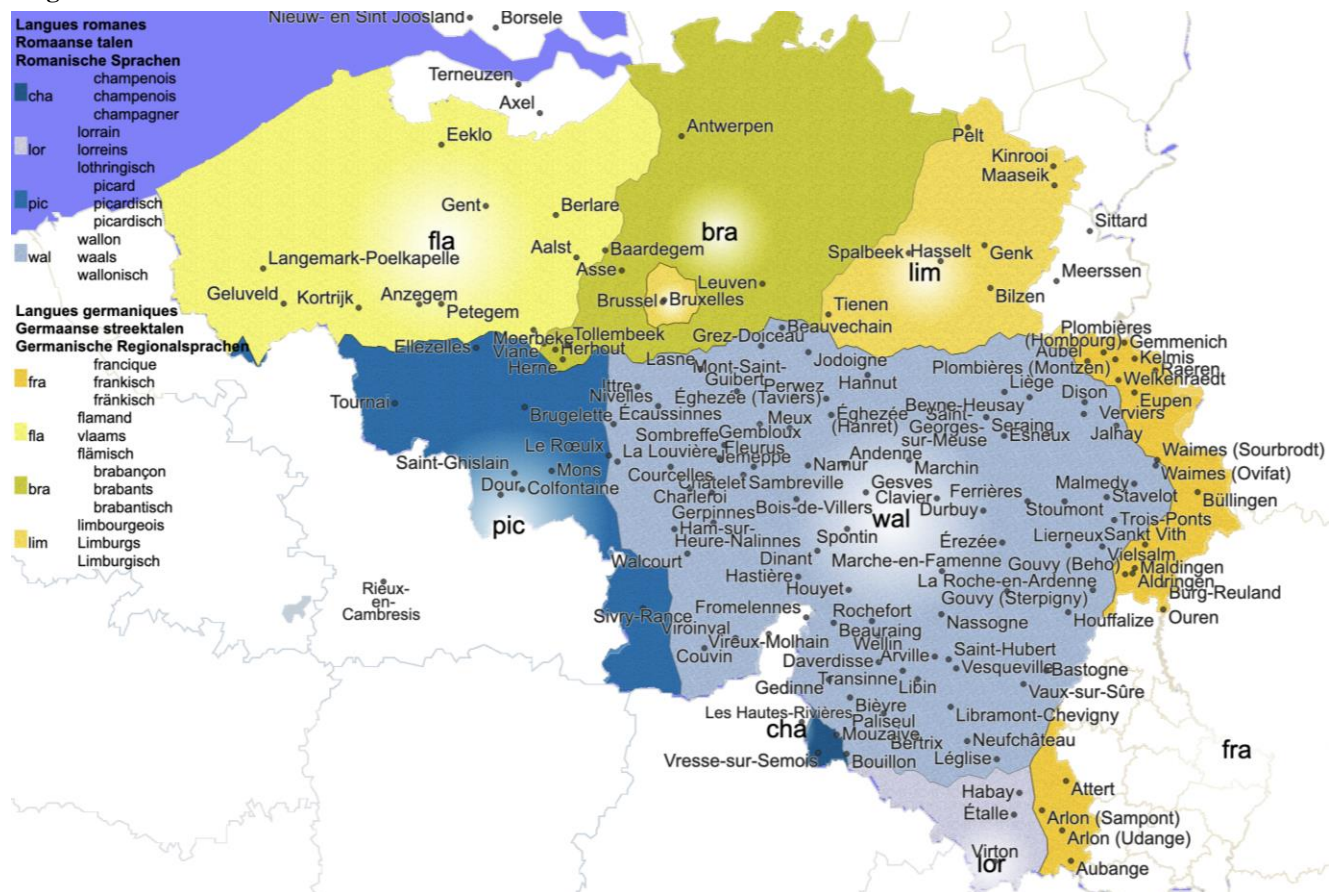 Langues romanes
Romaanse talen
Romanische Sprachen
champenois
cha champenois
champagner
lorrain
lor lorreins
lothringisch
picard
pic picardisch
picardisch
wallon
wal waals
wallonisch
Langues germaniques
Germaanse streektalen
Germanische Regionalsprachen
francique
fra frankisch
fränkisch
flamand
fla vlaams
flämisch
brabançon
bra brabants
brabantisch
limbourgeois
lim Limburgs
Limburgisch
Nieuw- en Sint Joosland
Borsele
Terneuzen
Axel
Eeklo
Antwerpen
Pelt
Kinrooi
Maaseik
Gent
Berlare
Sittard
fla
bra
Aalst
Baardegem
Spalbeek
Hasselt
Genk
lim
Langemark-Poelkapelle
Asse
Leuven
Meerssen
Geluveld
Kortrijk
Anzegem
Petegem
Brussel
Bruxelles
Bilzen
Tienen
Moerbeke
Tollembeek
Viane
Herhout
Herne
Ellezelles
Grez-Doiceau
Beauvechain
Plombières
(Hombourg)
Gemmenich
Aubel
Kelmis
Raeren
Lasne
Mont-Saint-
Guibert
Jodoigne
Plombières (Montzen)
Welkenraedt
Hannut
Liège
Dison
Eupen
Ittre
Nivelles
Perwez
Éghezée (Taviers)
Tournai
Brugelette
Écaussinnes
Meux
Éghezée
(Hanret)
Beyne-Heusay
Saint-
Georges-
sur-Meuse
Seraing
Esneux
Verviers
Jalhay
Sombreffe
Gembloux
Le Rœulx
La Louvière
Fleurus
Jemeppe
Andenne
Waimes (Sourbrodt)
Saint-Ghislain
Mons
Courcelles
Namur
Marchin
Waimes (Ovifat)
Dour
Colfontaine
Châtelet
Sambreville
Gesves
Malmedy
Charleroi
Clavier
Ferrières
Stavelot
Büllingen
pic
Gerpinnes
Bois-de-Villers
wal
Durbuy
Stoumont
Trois-Ponts
Ham-sur-
Heure-Nalinnes
Spontin
Érezée
Lierneux
Sankt Vith
Walcourt
Dinant
Marche-en-Famenne
Vielsalm
Gouvy (Beho)
Maldingen
Rieux-
en-
Cambresis
Hastière
La Roche-en-Ardenne
Aldringen
Houyet
Gouvy (Sterpigny)
Burg-Reuland
Sivry-Rance
Fromelennes
Rochefort
Nassogne
Houffalize
Ouren
Viroinval
Vireux-Molhain
Beauraing
Wellin
Couvin
Daverdisse
Arville
Saint-Hubert
Vesqueville
Bastogne
Gedinne
Transinne
Libin
Vaux-sur-Sûre
Les Hautes-Rivières
Bièvre
Paliseul
Libramont-Chevigny
cha
Mouzaive
Bertrix
Neufchâteau
fra
Vresse-sur-Semois
Bouillon
Léglise
Habay
Attert
Étalle
Arlon (Sampont)
Arlon (Udange)
Virton
lor
Aubange